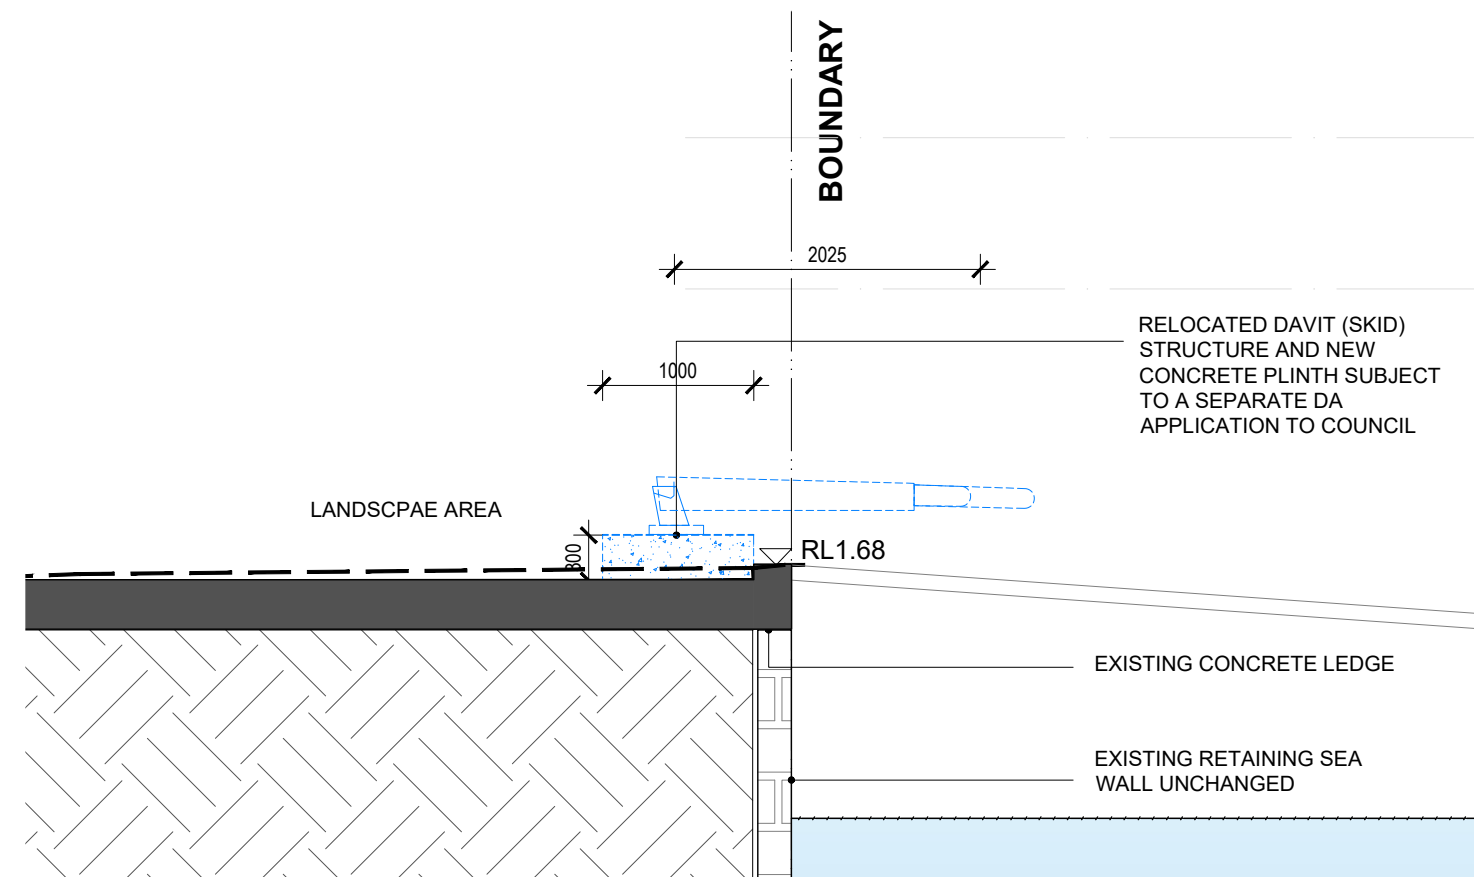 BOUNDARY
2025
RELOCATED DAVIT (SKID)
STRUCTURE AND NEW
CONCRETE PLINTH SUBJECT
TO A SEPARATE DA
APPLICATION TO COUNCIL
1000
LANDSCPAE AREA
300
RL1.68
EXISTING CONCRETE LEDGE
EXISTING RETAINING SEA
WALL UNCHANGED